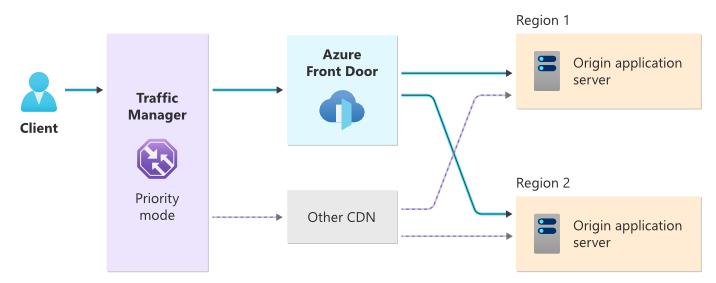 Region 1
Azure
Front Door
Origin application
server
Client
Traffic
Manager
Priority
mode
Other CDN
Region 2
Origin application
server